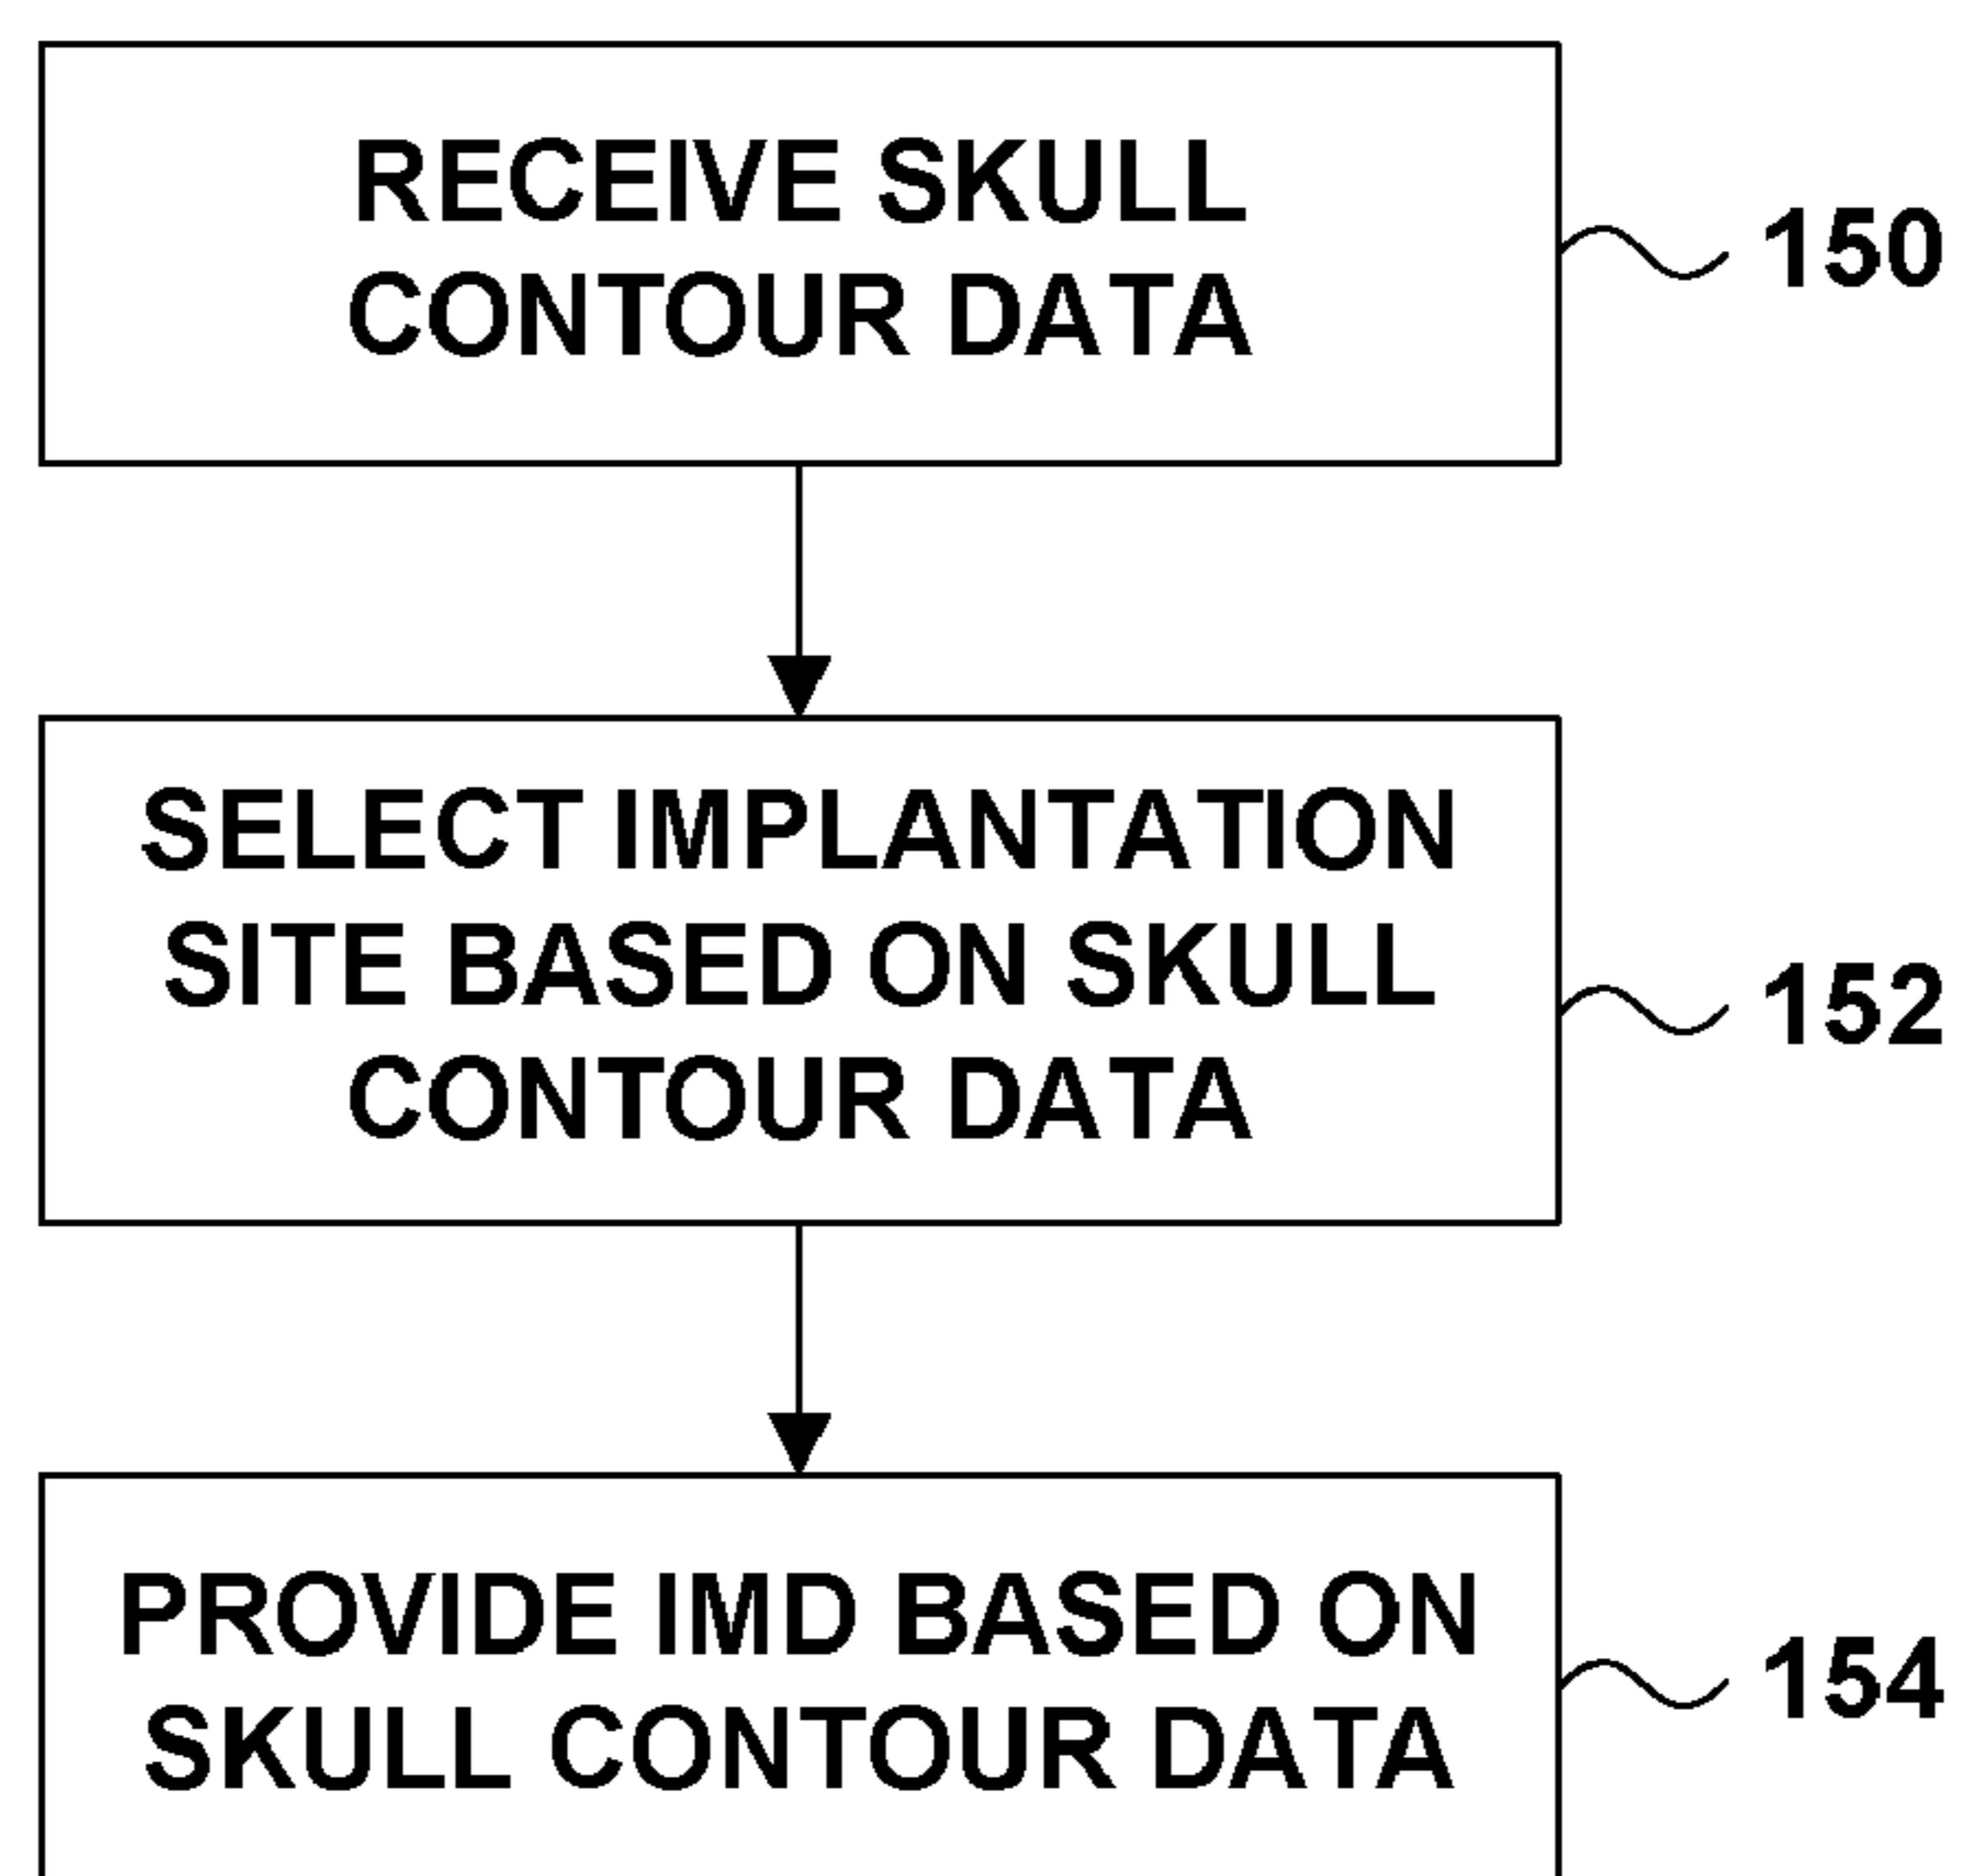 RECEIVE SKULL
CONTOUR DATA
150
SELECT IMPLANTATION
SITE BASED ON SKULL
CONTOUR DATA
152
PROVIDE IMD BASED ON
SKULL CONTOUR DATA
154